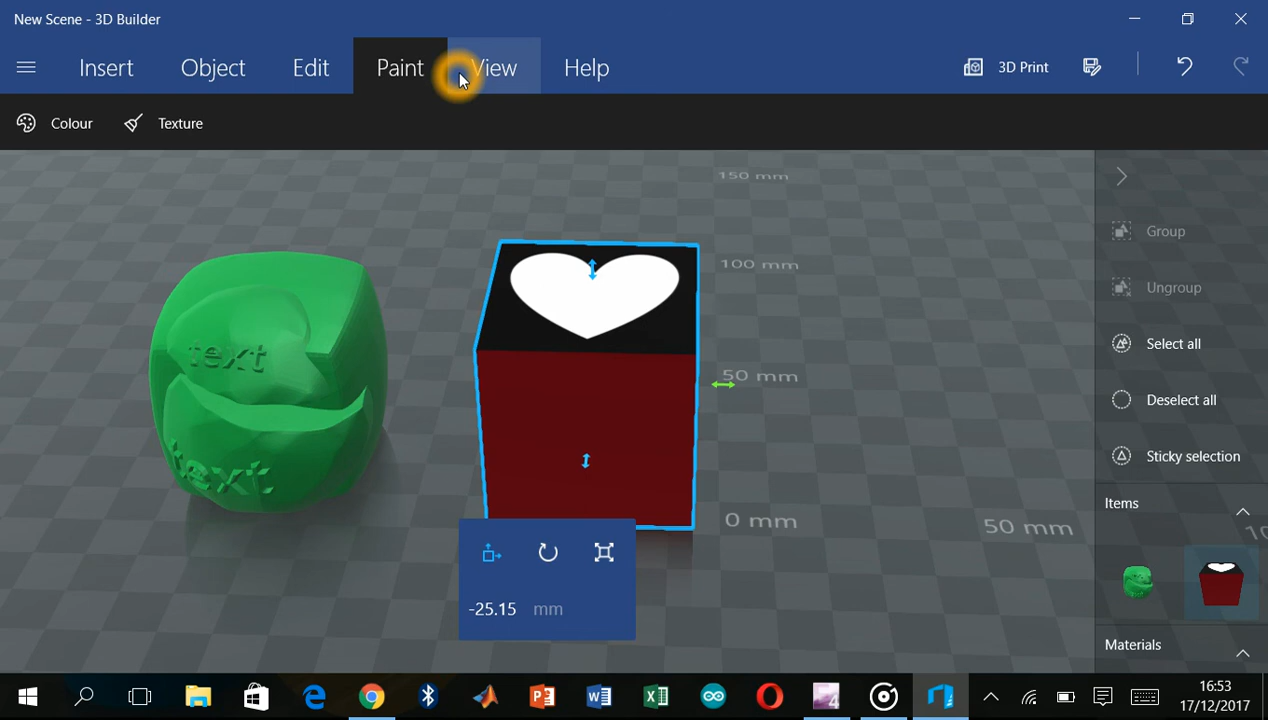 New Scene - 3D Builder
Insert
Object
Edit
Paint
View
Help
3D Print
Colour
Texture
150 mm
100 mm
50 mm
0 mm
50 mm
text
text
-25.15 mm
Group
Ungroup
Select all
Deselect all
Sticky selection
Items
Materials
16:53
17/12/2017